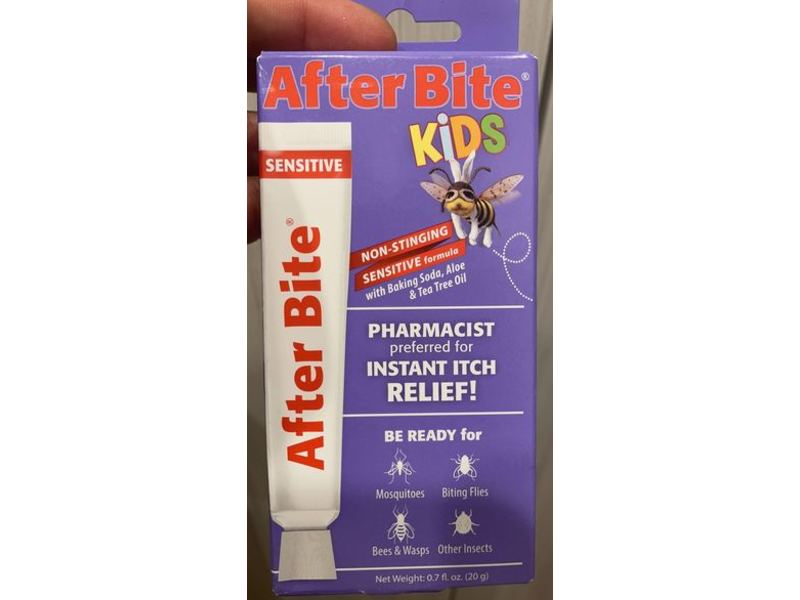 After Bite®
KiDS
SENSITIVE
After Bite®
NON-STINGING
SENSITIVE formula
with Baking Soda, Aloe
& Tea Tree Oil
PHARMACIST
preferred for
INSTANT ITCH
RELIEF!
BE READY for
Mosquitoes
Biting Flies
Bees & Wasps
Other Insects
Net Weight: 0.7 fl. oz. (20 g)